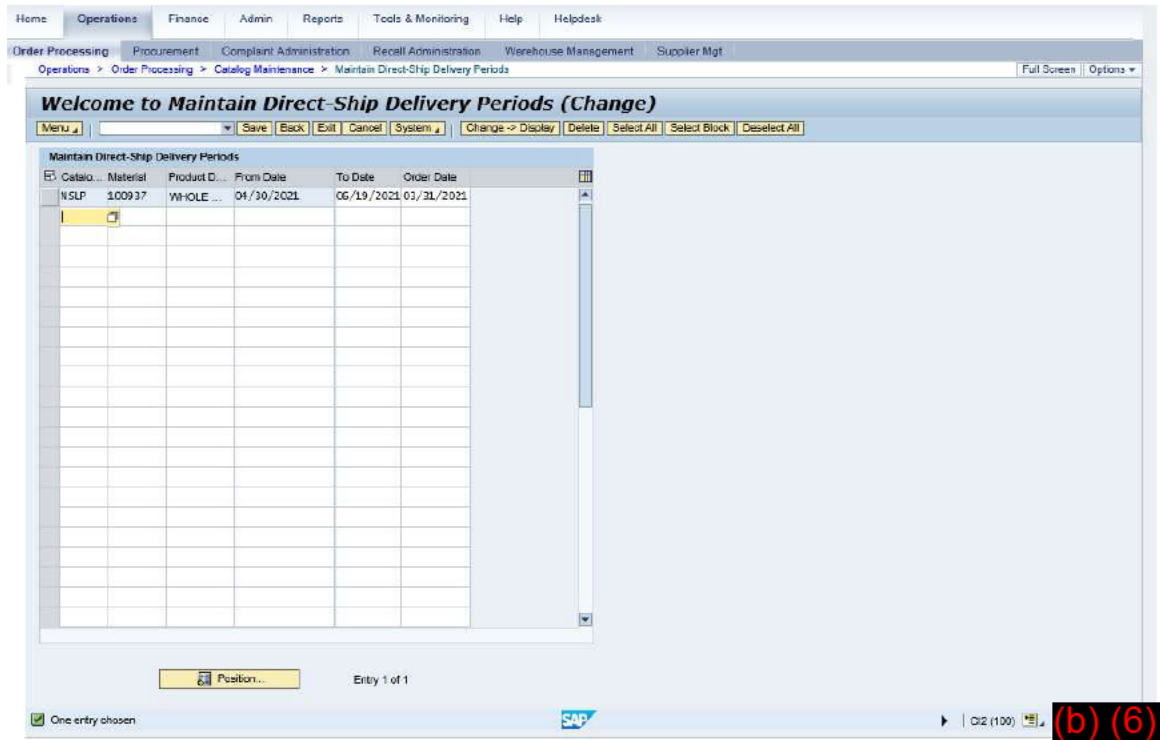 Home Operations Finance Admin Reports Tools & Monitoring Help Helpdesk
Order Processing Procurement Complaint Administration Recall Administration Warehouse Management Supplier Mgt
Operations > Order Processing > Catalog Maintenance > Maintain Direct-Ship Delivery Periods Full Screen Options
Welcome to Maintain Direct-Ship Delivery Periods (Change)
Menu Save Back Exit Cancel System Change -> Display Delete Select All Select Block Deselect All
Maintain Direct-Ship Delivery Periods
Catalo... Material Product D... From Date To Date Order Date
NSLP 100937 WHOLE ... 04/30/2021 06/19/2021 03/31/2021
Position... Entry 1 of 1
One entry chosen SAP CI2 (100) (b) (6)